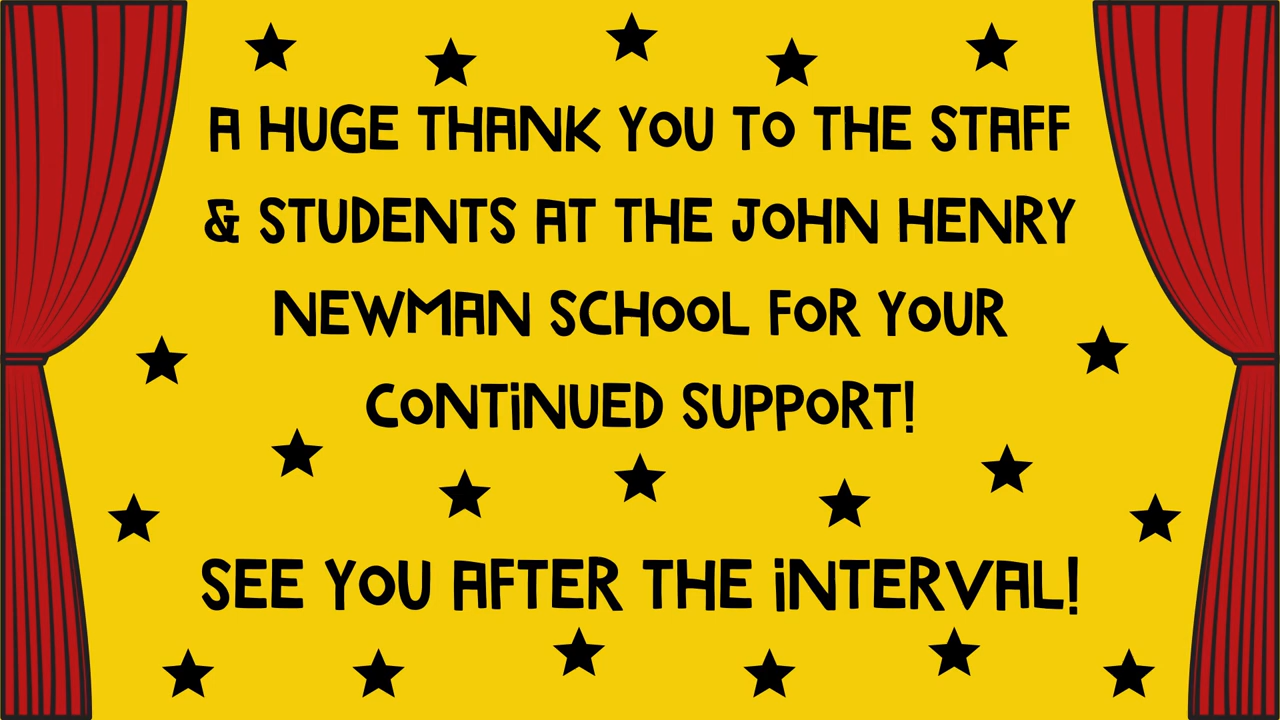 A HUGE THANK YOU TO THE STAFF
& STUDENTS AT THE JOHN HENRY
NEWMAN SCHOOL FOR YOUR
CONTINUED SUPPORT!
SEE YOU AFTER THE INTERVAL!